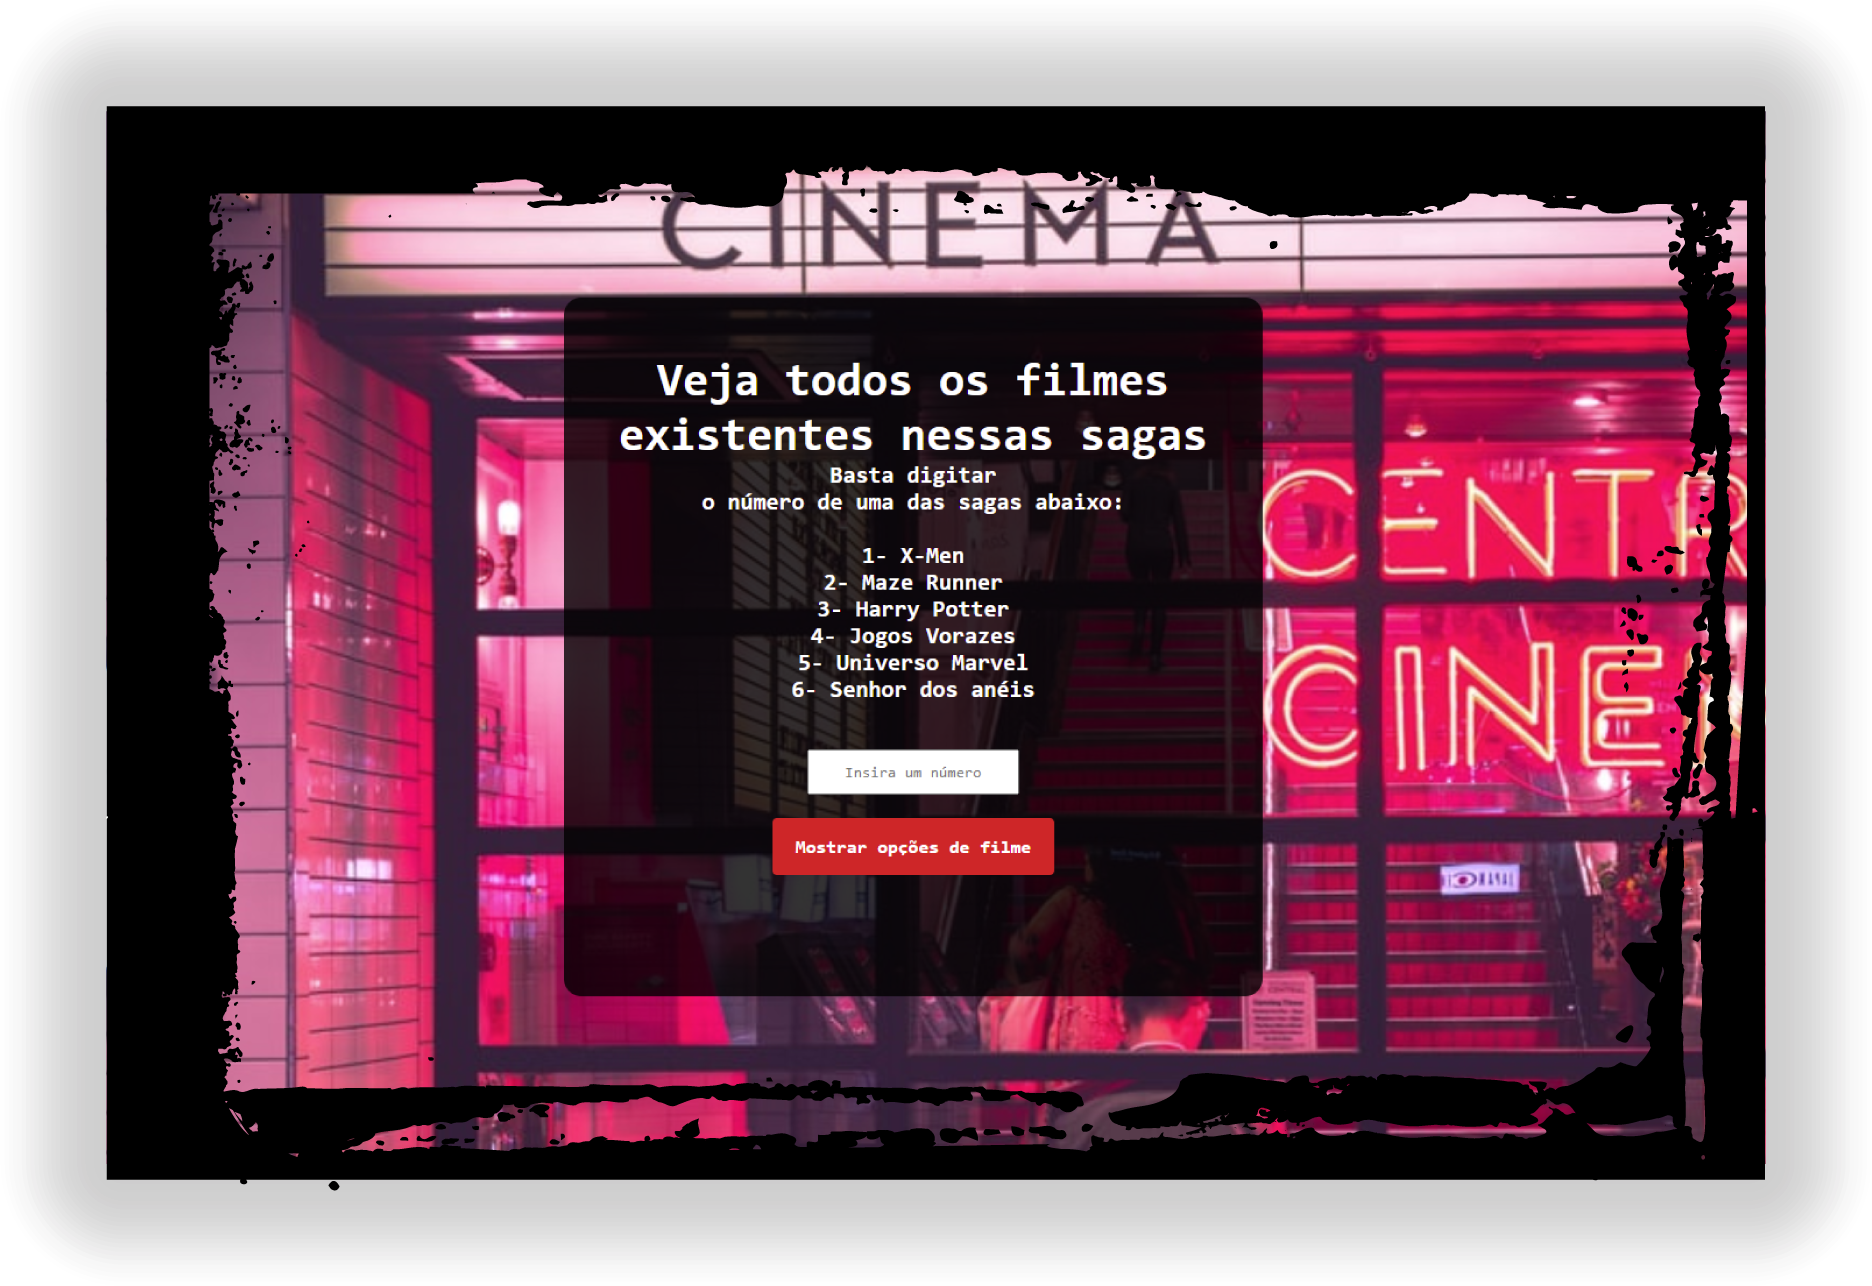 CINEMA
Veja todos os filmes
existentes nessas sagas
Basta digitar
o número de uma das sagas abaixo:
1- X-Men
2- Maze Runner
3- Harry Potter
4- Jogos Vorazes
5- Universo Marvel
6- Senhor dos anéis
Insira um número
Mostrar opções de filme
CENTR
CINE